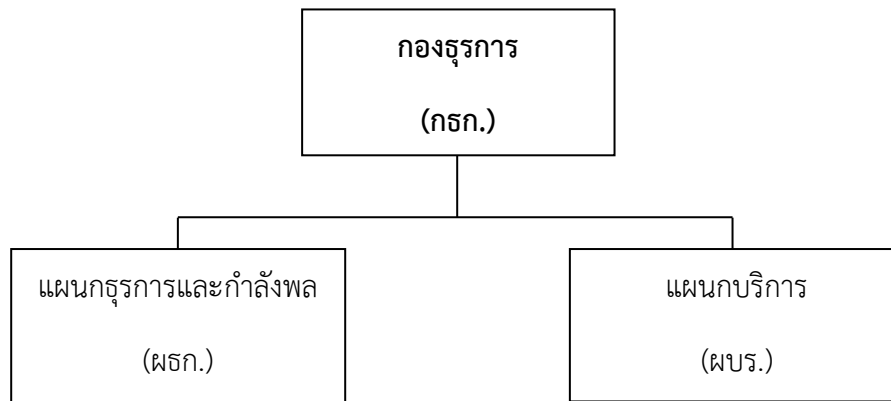 กองธุรการ
(กธก.)
แผนกธุรการและกำลังพล
(ผธก.)
แผนกบริการ
(ผบร.)